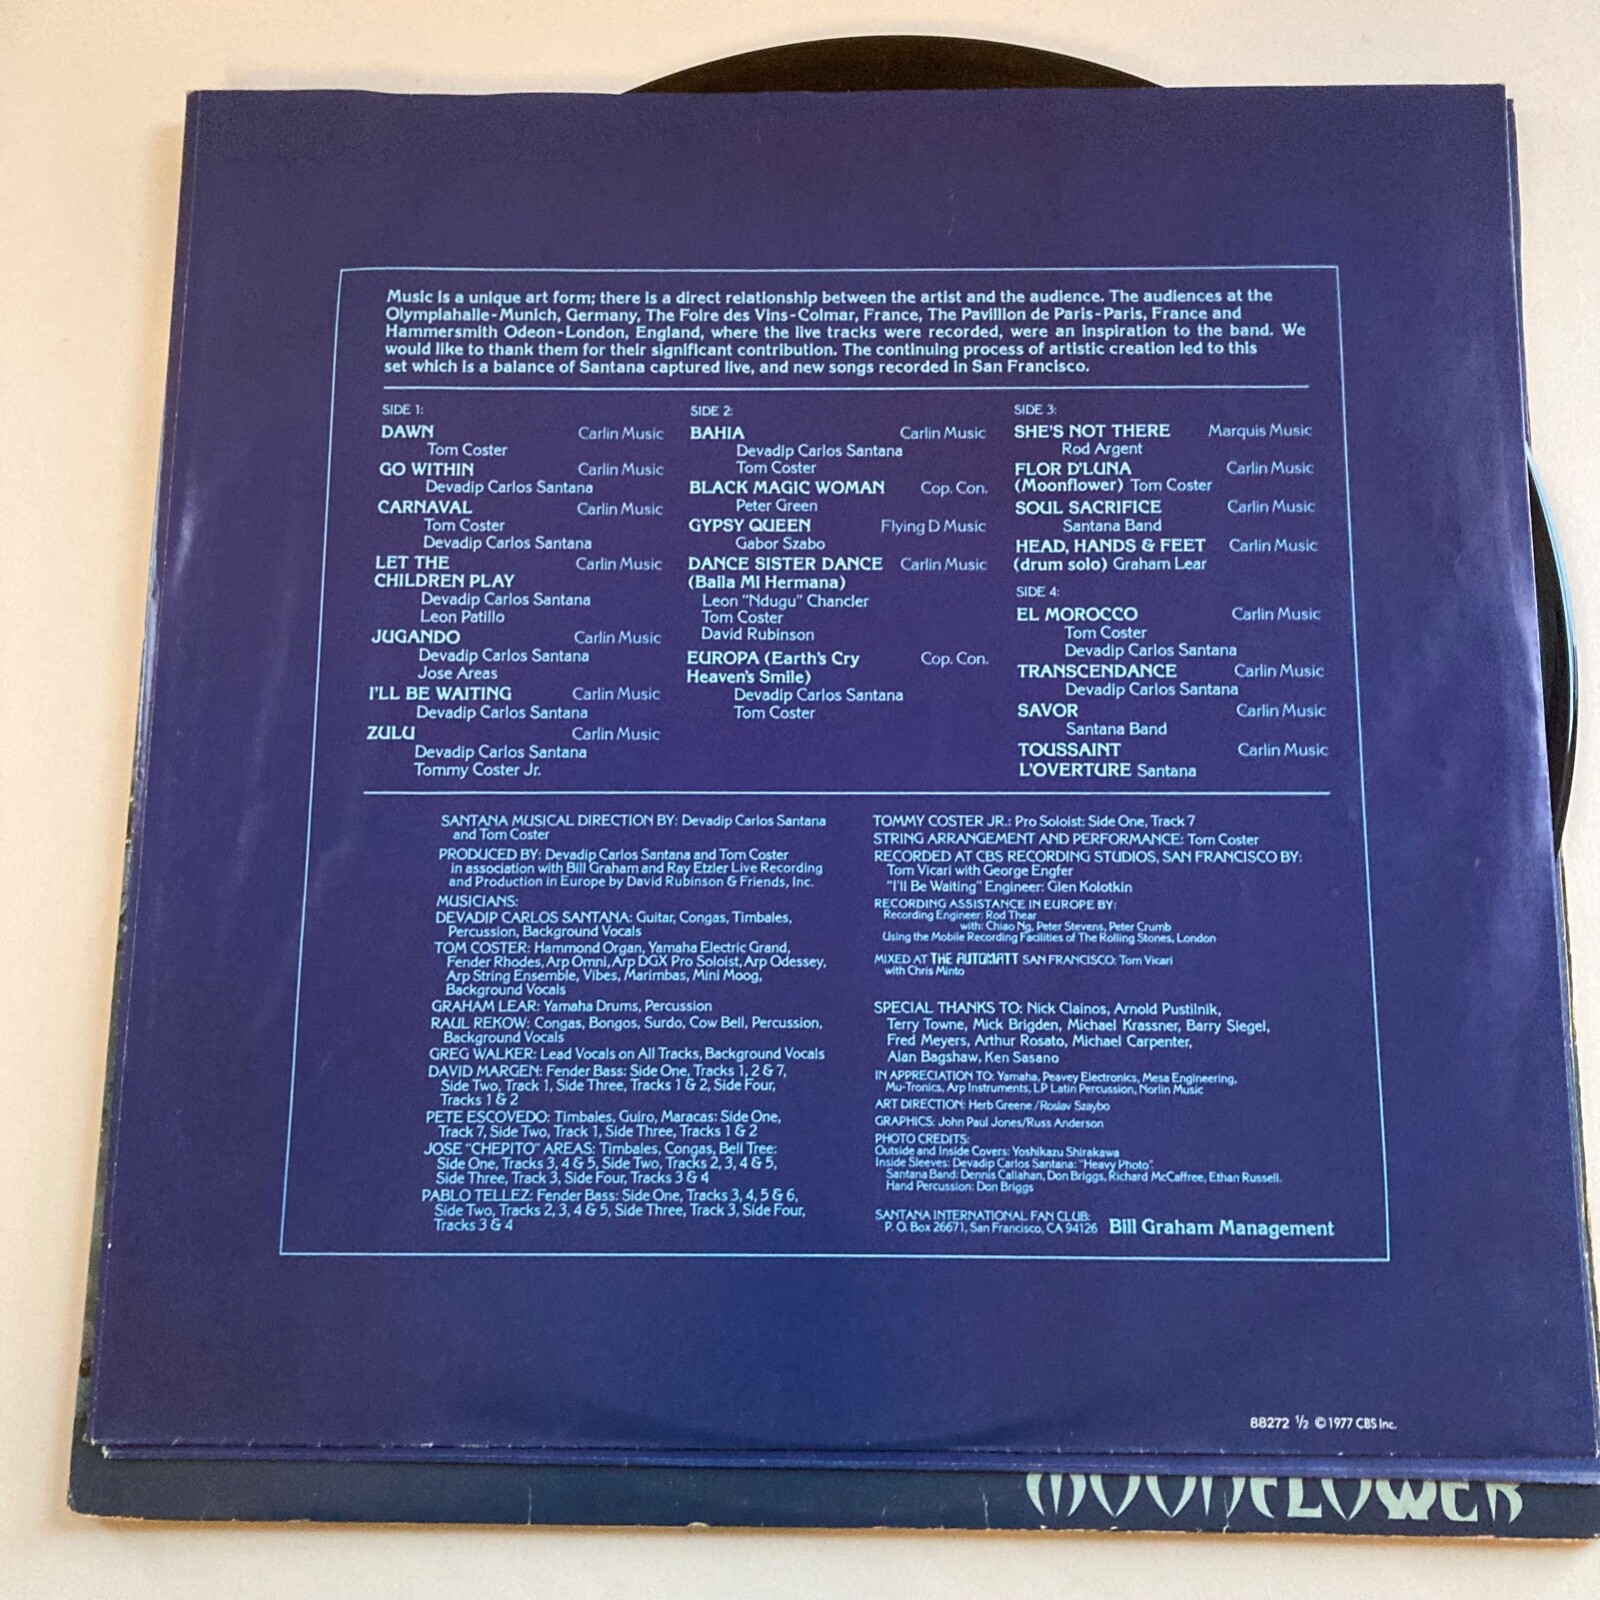 Music is a unique art form; there is a direct relationship between the artist and the audience. The audiences at the
Olympiahalle-Munich, Germany, The Foire des Vins-Colmar, France, The Pavillion de Paris-Paris, France and
Hammersmith Odeon-London, England, where the live tracks were recorded, were an inspiration to the band. We
would like to thank them for their significant contribution. The continuing process of artistic creation led to this
set which is a balance of Santana captured live, and new songs recorded in San Francisco.
SIDE 1:
DAWN Carlin Music
Tom Coster
GO WITHIN Carlin Music
Devadip Carlos Santana
CARNAVAL Carlin Music
Tom Coster
Devadip Carlos Santana
LET THE Carlin Music
CHILDREN PLAY
Devadip Carlos Santana
Leon Patillo
JUGANDO Carlin Music
Devadip Carlos Santana
Jose Areas
I'LL BE WAITING Carlin Music
Devadip Carlos Santana
ZULU Carlin Music
Devadip Carlos Santana
Tommy Coster Jr.
SIDE 2:
BAHIA Carlin Music
Devadip Carlos Santana
Tom Coster
BLACK MAGIC WOMAN Cop. Con.
Peter Green
GYPSY QUEEN Flying D Music
Gabor Szabo
DANCE SISTER DANCE Carlin Music
(Baila Mi Hermana)
Leon "Ndugu" Chancler
Tom Coster
David Rubinson
EUROPA (Earth's Cry Cop. Con.
Heaven's Smile)
Devadip Carlos Santana
Tom Coster
SIDE 3:
SHE'S NOT THERE Marquis Music
Rod Argent
FLOR D'LUNA Carlin Music
(Moonflower) Tom Coster
SOUL SACRIFICE Carlin Music
Santana Band
HEAD, HANDS & FEET Carlin Music
(drum solo) Graham Lear
SIDE 4:
EL MOROCCO Carlin Music
Tom Coster
Devadip Carlos Santana
TRANSCENDANCE Carlin Music
Devadip Carlos Santana
SAVOR Carlin Music
Santana Band
TOUSSAINT Carlin Music
L'OVERTURE Santana
SANTANA MUSICAL DIRECTION BY: Devadip Carlos Santana
and Tom Coster
PRODUCED BY: Devadip Carlos Santana and Tom Coster
in association with Bill Graham and Ray Etzler Live Recording
and Production in Europe by David Rubinson & Friends, Inc.
MUSICIANS:
DEVADIP CARLOS SANTANA: Guitar, Congas, Timbales,
Percussion, Background Vocals
TOM COSTER: Hammond Organ, Yamaha Electric Grand,
Fender Rhodes, Arp Omni, Arp DGX Pro Soloist, Arp Odessey,
Arp String Ensemble, Vibes, Marimbas, Mini Moog,
Background Vocals
GRAHAM LEAR: Yamaha Drums, Percussion
RAUL REKOW: Congas, Bongos, Surdo, Cow Bell, Percussion,
Background Vocals
GREG WALKER: Lead Vocals on All Tracks, Background Vocals
DAVID MARGEN: Fender Bass: Side One, Tracks 1, 2 & 7,
Side Two, Track 1, Side Three, Tracks 1 & 2, Side Four,
Tracks 1 & 2
PETE ESCOVEDO: Timbales, Guiro, Maracas: Side One,
Track 7, Side Two, Track 1, Side Three, Tracks 1 & 2
JOSE "CHEPITO" AREAS: Timbales, Congas, Bell Tree:
Side One, Tracks 3, 4 & 5, Side Two, Tracks 2, 3, 4 & 5,
Side Three, Track 3, Side Four, Tracks 3 & 4
PABLO TELLEZ: Fender Bass: Side One, Tracks 3, 4, 5 & 6,
Side Two, Tracks 2, 3, 4 & 5, Side Three, Track 3, Side Four,
Tracks 3 & 4
TOMMY COSTER JR.: Pro Soloist: Side One, Track 7
STRING ARRANGEMENT AND PERFORMANCE: Tom Coster
RECORDED AT CBS RECORDING STUDIOS, SAN FRANCISCO BY:
Tom Vicari with George Engfer
"I'll Be Waiting" Engineer: Glen Kolotkin
RECORDING ASSISTANCE IN EUROPE BY:
Recording Engineer: Rod Thear
with: Chiao Ng, Peter Stevens, Peter Crumb
Using the Mobile Recording Facilities of The Rolling Stones, London
MIXED AT THE AUTOMATT SAN FRANCISCO: Tom Vicari
with Chris Minto
SPECIAL THANKS TO: Nick Clainos, Arnold Pustilnik,
Terry Towne, Mick Brigden, Michael Krassner, Barry Siegel,
Fred Meyers, Arthur Rosato, Michael Carpenter,
Alan Bagshaw, Ken Sasano
IN APPRECIATION TO: Yamaha, Peavey Electronics, Mesa Engineering,
Mu-Tronics, Arp Instruments, LP Latin Percussion, Norlin Music
ART DIRECTION: Herb Greene/Roslav Szaybo
GRAPHICS: John Paul Jones/Russ Anderson
PHOTO CREDITS:
Outside and Inside Covers: Yoshikazu Shirakawa
Inside Sleeves: Devadip Carlos Santana: "Heavy Photo".
Santana Band: Dennis Callahan, Don Briggs, Richard McCaffree, Ethan Russell.
Hand Percussion: Don Briggs
SANTANA INTERNATIONAL FAN CLUB:
P. O. Box 26671, San Francisco, CA 94126 Bill Graham Management
88272 ½ © 1977 CBS Inc.
MOONFLOWER